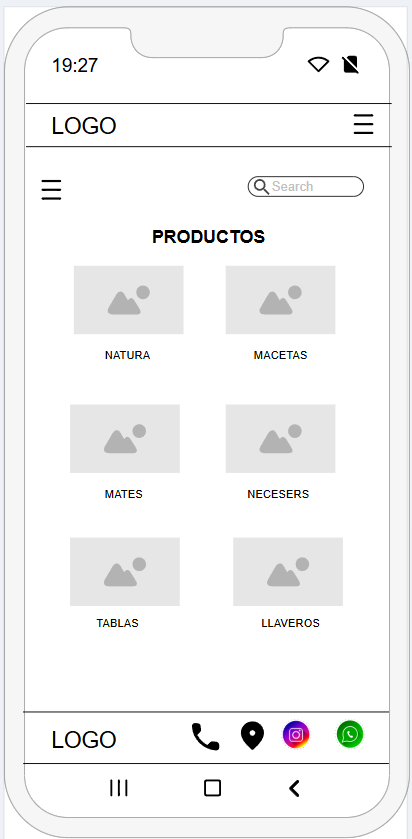 19:27
LOGO
Search
PRODUCTOS
NATURA
MACETAS
MATES
NECESERS
TABLAS
LLAVEROS
LOGO